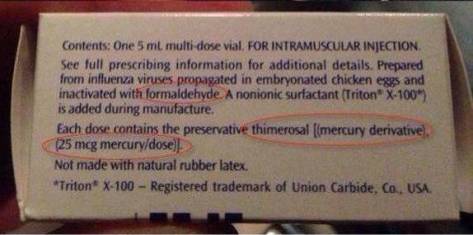 Contents: One 5 mL multi-dose vial. FOR INTRAMUSCULAR INJECTION.
See full prescribing information for additional details. Prepared
from influenza viruses propagated in embryonated chicken eggs and
inactivated with formaldehyde. A nonionic surfactant (Triton® X-100*)
is added during manufacture.
Each dose contains the preservative thimerosal [(mercury derivative),
(25 mcg mercury/dose)].
Not made with natural rubber latex.
*Triton® X-100 – Registered trademark of Union Carbide, Co., USA.